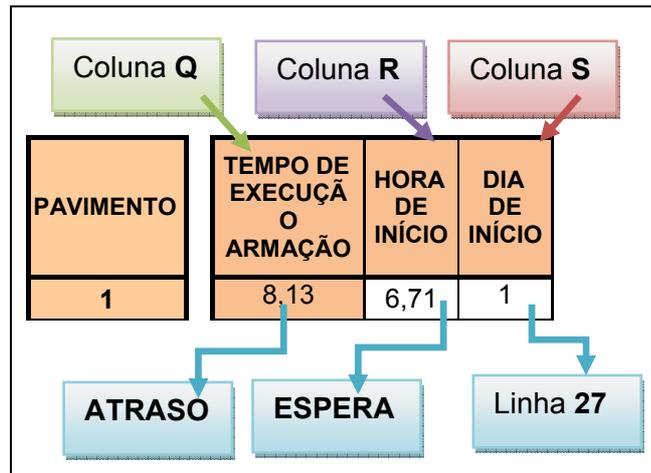 Coluna Q
Coluna R
Coluna S
PAVIMENTO
TEMPO DE
EXECUÇÃ
O
ARMAÇÃO
HORA
DE
INÍCIO
DIA
DE
INÍCIO
1
8,13
6,71
1
ATRASO
ESPERA
Linha 27